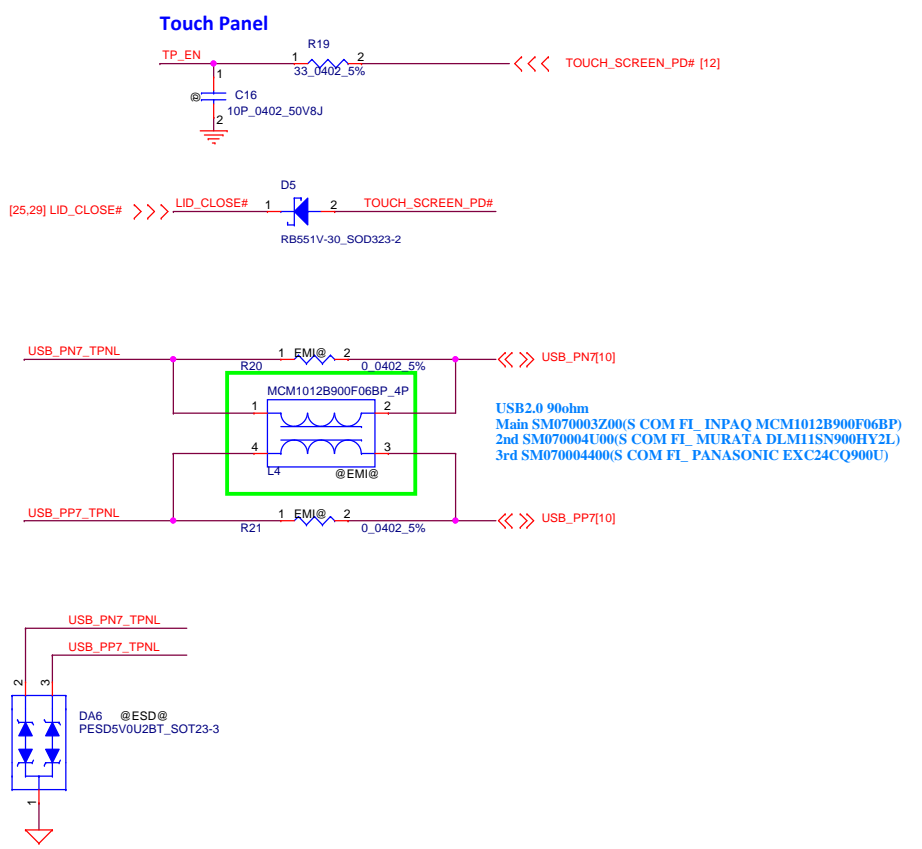 Touch Panel
TP_EN
R19
1 2
33_0402_5%
TOUCH_SCREEN_PD# [12]
1
@
C16
10P_0402_50V8J
2
D5
[25,29] LID_CLOSE#
LID_CLOSE#
1 2
TOUCH_SCREEN_PD#
RB551V-30_SOD323-2
USB_PN7_TPNL
1 EMI@ 2
R20
0_0402_5%
USB_PN7[10]
MCM1012B900F06BP_4P
1 2
4 3
L4
@EMI@
USB2.0 90ohm
Main SM070003Z00(S COM FI_ INPAQ MCM1012B900F06BP)
2nd SM070004U00(S COM FI_ MURATA DLM11SN900HY2L)
3rd SM070004400(S COM FI_ PANASONIC EXC24CQ900U)
USB_PP7_TPNL
1 EMI@ 2
R21
0_0402_5%
USB_PP7[10]
USB_PN7_TPNL
USB_PP7_TPNL
2 3
DA6 @ESD@
PESD5V0U2BT_SOT23-3
1